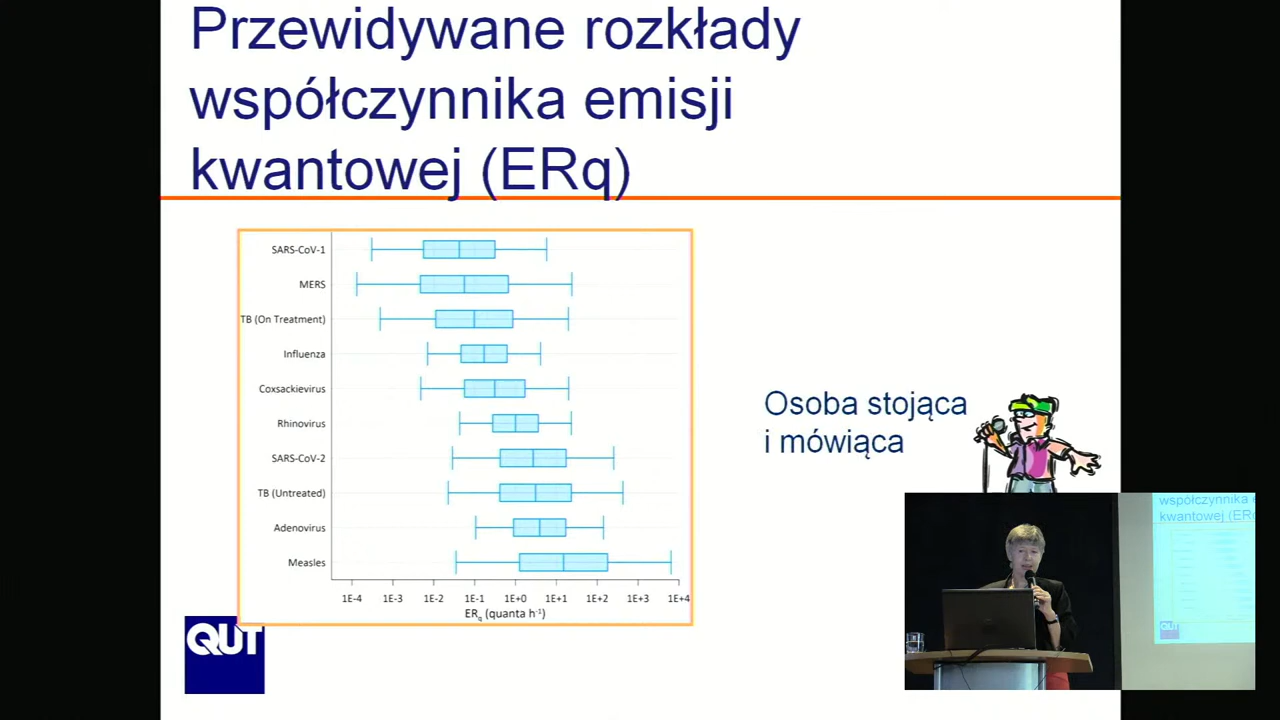 Przewidywane rozkłady
współczynnika emisji
kwantowej (ERq)
SARS-CoV-1
MERS
TB (On Treatment)
Influenza
Coxsackievirus
Rhinovirus
SARS-CoV-2
TB (Untreated)
Adenovirus
Measles
1E-4 1E-3 1E-2 1E-1 1E+0 1E+1 1E+2 1E+3 1E+4
ERq (quanta h-1)
Osoba stojąca
i mówiąca
QUT
współczynnika
kwantowej (ERq
QUT